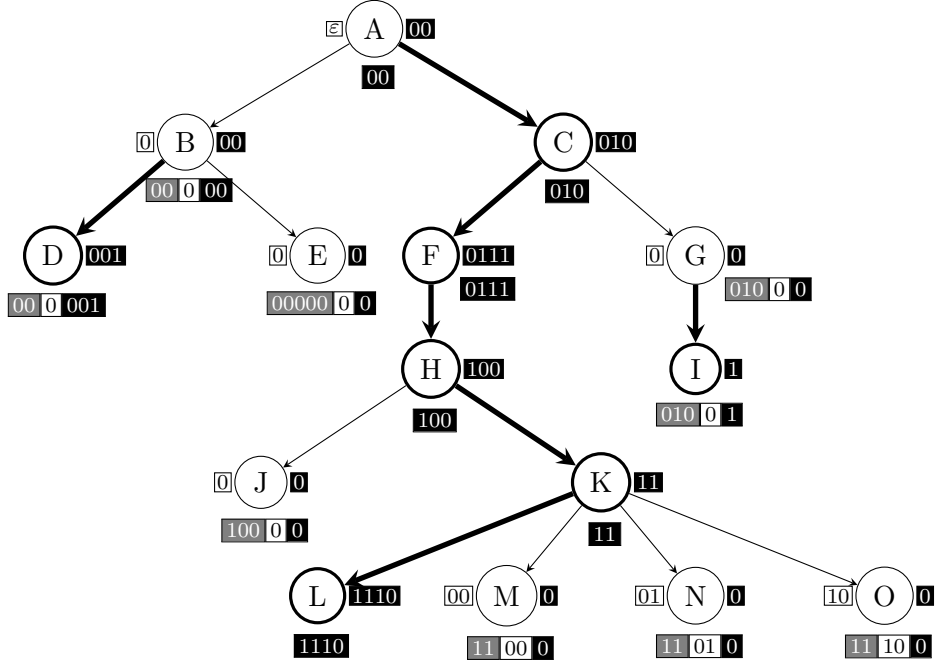 ε A 00
00
0 B 00 C 010
00 0 00 010
D 001 0 E 0 F 0111 0 G 0
00 0 001 00000 0 0 0111 010 0 0
H 100 I 1
100 010 0 1
0 J 0 K 11
100 0 0 11
L 1110 00 M 0 01 N 0 10 O 0
1110 11 00 0 11 01 0 11 10 0